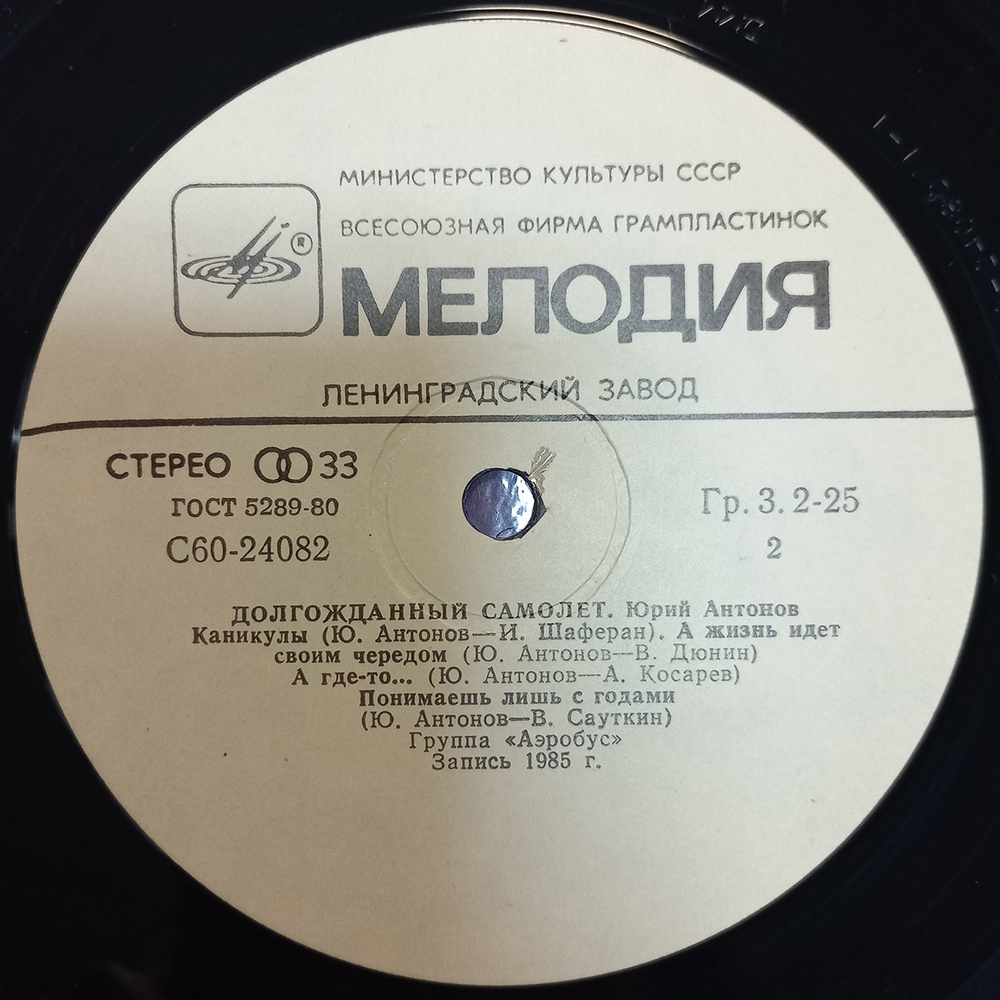 МИНИСТЕРСТВО КУЛЬТУРЫ СССР
ВСЕСОЮЗНАЯ ФИРМА ГРАМПЛАСТИНОК
®
МЕЛОДИЯ
ЛЕНИНГРАДСКИЙ ЗАВОД
СТЕРЕО 33
ГОСТ 5289-80
С60-24082
Гр. 3. 2-25
2
ДОЛГОЖДАННЫЙ САМОЛЕТ. Юрий Антонов
Каникулы (Ю. Антонов—И. Шаферан). А жизнь идет
своим чередом (Ю. Антонов—В. Дюнин)
А где-то... (Ю. Антонов—А. Косарев)
Понимаешь лишь с годами
(Ю. Антонов—В. Сауткин)
Группа «Аэробус»
Запись 1985 г.